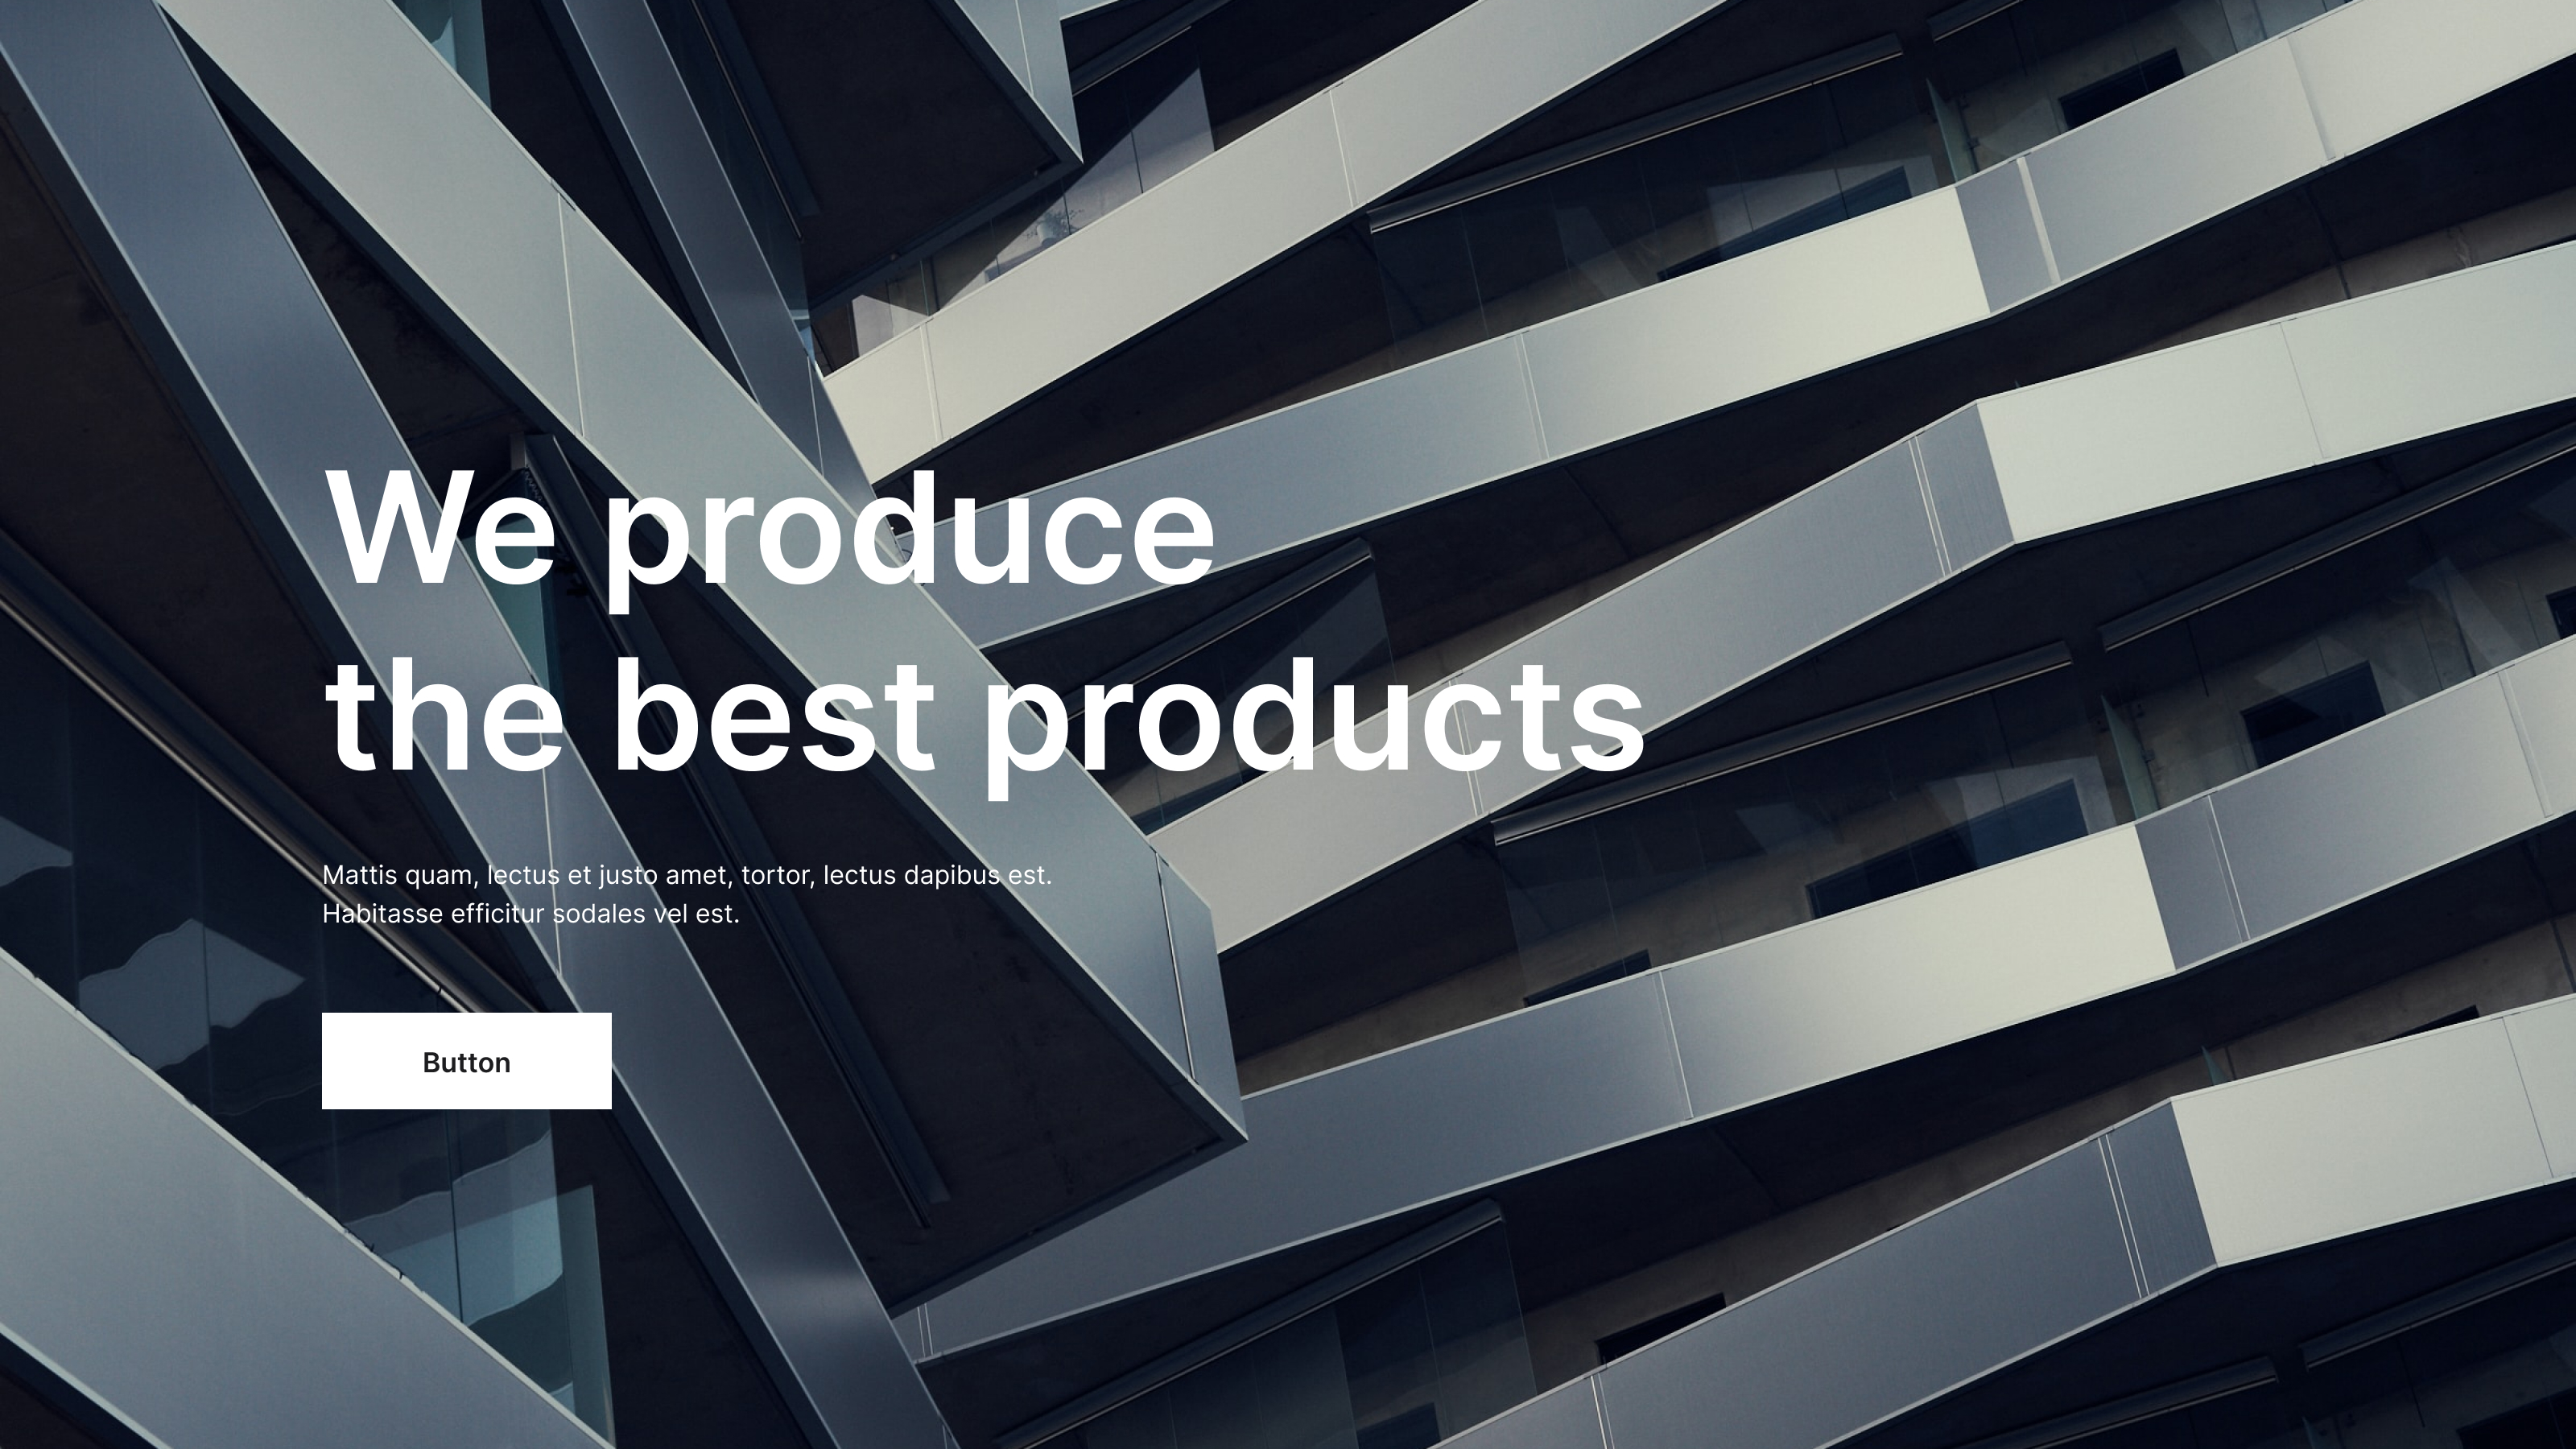 We produce
the best products
Mattis quam, lectus et justo amet, tortor, lectus dapibus est.
Habitasse efficitur sodales vel est.
Button